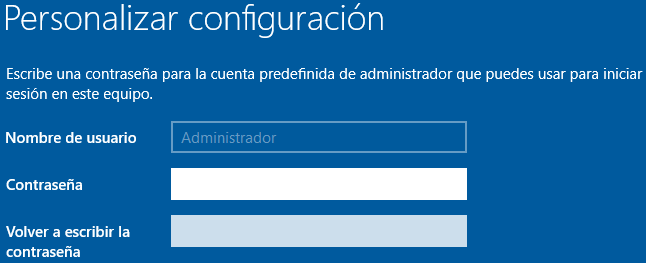 Personalizar configuración
Escribe una contraseña para la cuenta predefinida de administrador que puedes usar para iniciar
sesión en este equipo.
Nombre de usuario
Administrador
Contraseña
Volver a escribir la
contraseña